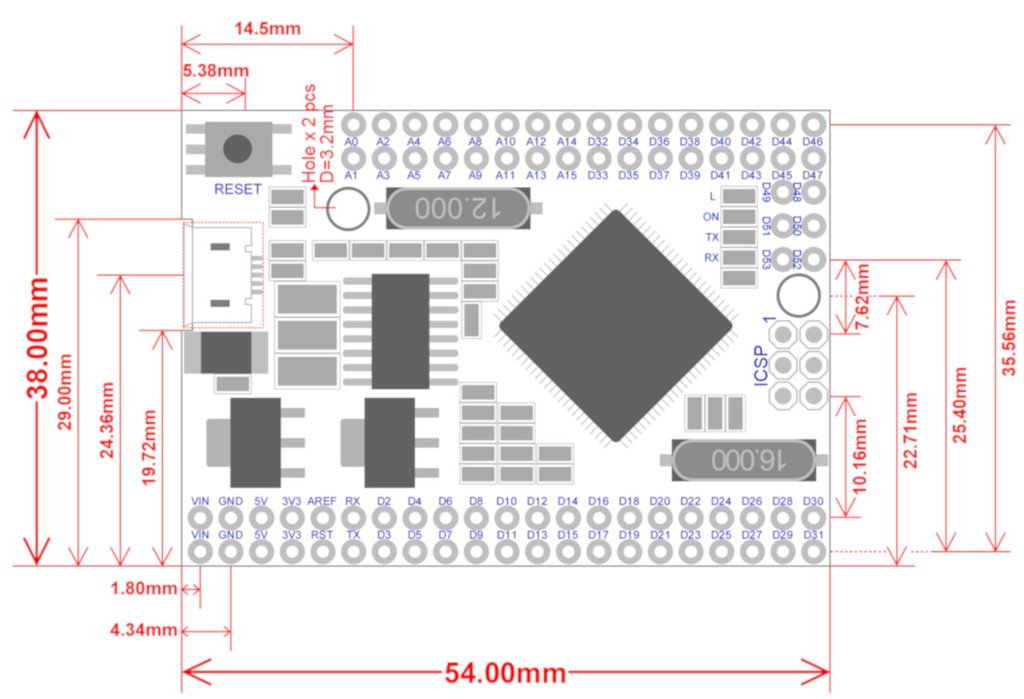 14.5mm
5.38mm
Hole x 2 pcs
D=3.2mm
A0 A2 A4 A6 A8 A10 A12 A14 D32 D34 D36 D38 D40 D42 D44 D46
A1 A3 A5 A7 A9 A11 A13 A15 D33 D35 D37 D39 D41 D43 D45 D47
RESET
12.000
L
ON
TX
RX
D49 D48
D51 D50
D53 D52
7.62mm
1
ICSP
38.00mm
29.00mm
24.36mm
19.72mm
35.56mm
25.40mm
22.71mm
10.16mm
16.000
VIN GND 5V 3V3 AREF RX D2 D4 D6 D8 D10 D12 D14 D16 D18 D20 D22 D24 D26 D28 D30
VIN GND 5V 3V3 RST TX D3 D5 D7 D9 D11 D13 D15 D17 D19 D21 D23 D25 D27 D29 D31
1.80mm
4.34mm
54.00mm